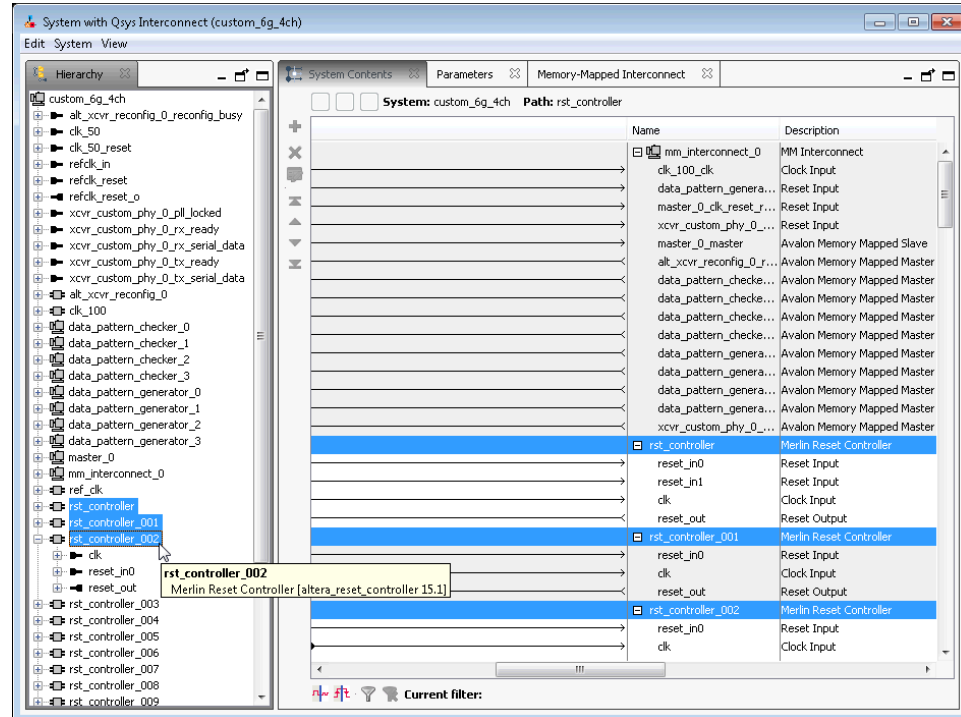 System with Qsys Interconnect (custom_6g_4ch)
Edit System View
Hierarchy
custom_6g_4ch
alt_xcvr_reconfig_0_reconfig_busy
clk_50
clk_50_reset
refclk_in
refclk_reset
refclk_reset_o
xcvr_custom_phy_0_pll_locked
xcvr_custom_phy_0_rx_ready
xcvr_custom_phy_0_rx_serial_data
xcvr_custom_phy_0_tx_ready
xcvr_custom_phy_0_tx_serial_data
alt_xcvr_reconfig_0
clk_100
data_pattern_checker_0
data_pattern_checker_1
data_pattern_checker_2
data_pattern_checker_3
data_pattern_generator_0
data_pattern_generator_1
data_pattern_generator_2
data_pattern_generator_3
master_0
mm_interconnect_0
ref_clk
rst_controller
rst_controller_001
rst_controller_002
clk
reset_in0
reset_out
rst_controller_003
rst_controller_004
rst_controller_005
rst_controller_006
rst_controller_007
rst_controller_008
rst_controller_009
rst_controller_002
Merlin Reset Controller [altera_reset_controller 15.1]
System Contents Parameters Memory-Mapped Interconnect
System: custom_6g_4ch Path: rst_controller
Name Description
mm_interconnect_0 MM Interconnect
clk_100_clk Clock Input
data_pattern_genera... Reset Input
master_0_clk_reset_r... Reset Input
xcvr_custom_phy_0_... Reset Input
master_0_master Avalon Memory Mapped Slave
alt_xcvr_reconfig_0_r... Avalon Memory Mapped Master
data_pattern_checke... Avalon Memory Mapped Master
data_pattern_checke... Avalon Memory Mapped Master
data_pattern_checke... Avalon Memory Mapped Master
data_pattern_checke... Avalon Memory Mapped Master
data_pattern_genera... Avalon Memory Mapped Master
data_pattern_genera... Avalon Memory Mapped Master
data_pattern_genera... Avalon Memory Mapped Master
data_pattern_genera... Avalon Memory Mapped Master
xcvr_custom_phy_0_... Avalon Memory Mapped Master
rst_controller Merlin Reset Controller
reset_in0 Reset Input
reset_in1 Reset Input
clk Clock Input
reset_out Reset Output
rst_controller_001 Merlin Reset Controller
reset_in0 Reset Input
clk Clock Input
reset_out Reset Output
rst_controller_002 Merlin Reset Controller
reset_in0 Reset Input
clk Clock Input
Current filter: